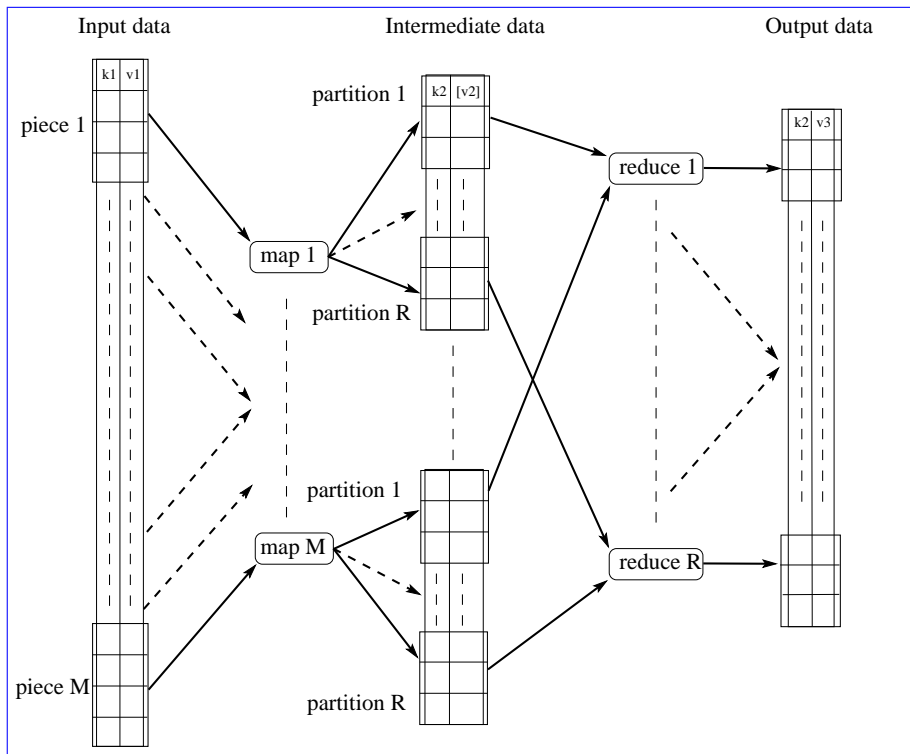 Input data
Intermediate data
Output data
k1 v1
piece 1
partition 1
k2 [v2]
k2 v3
reduce 1
map 1
partition R
partition 1
map M
reduce R
piece M
partition R